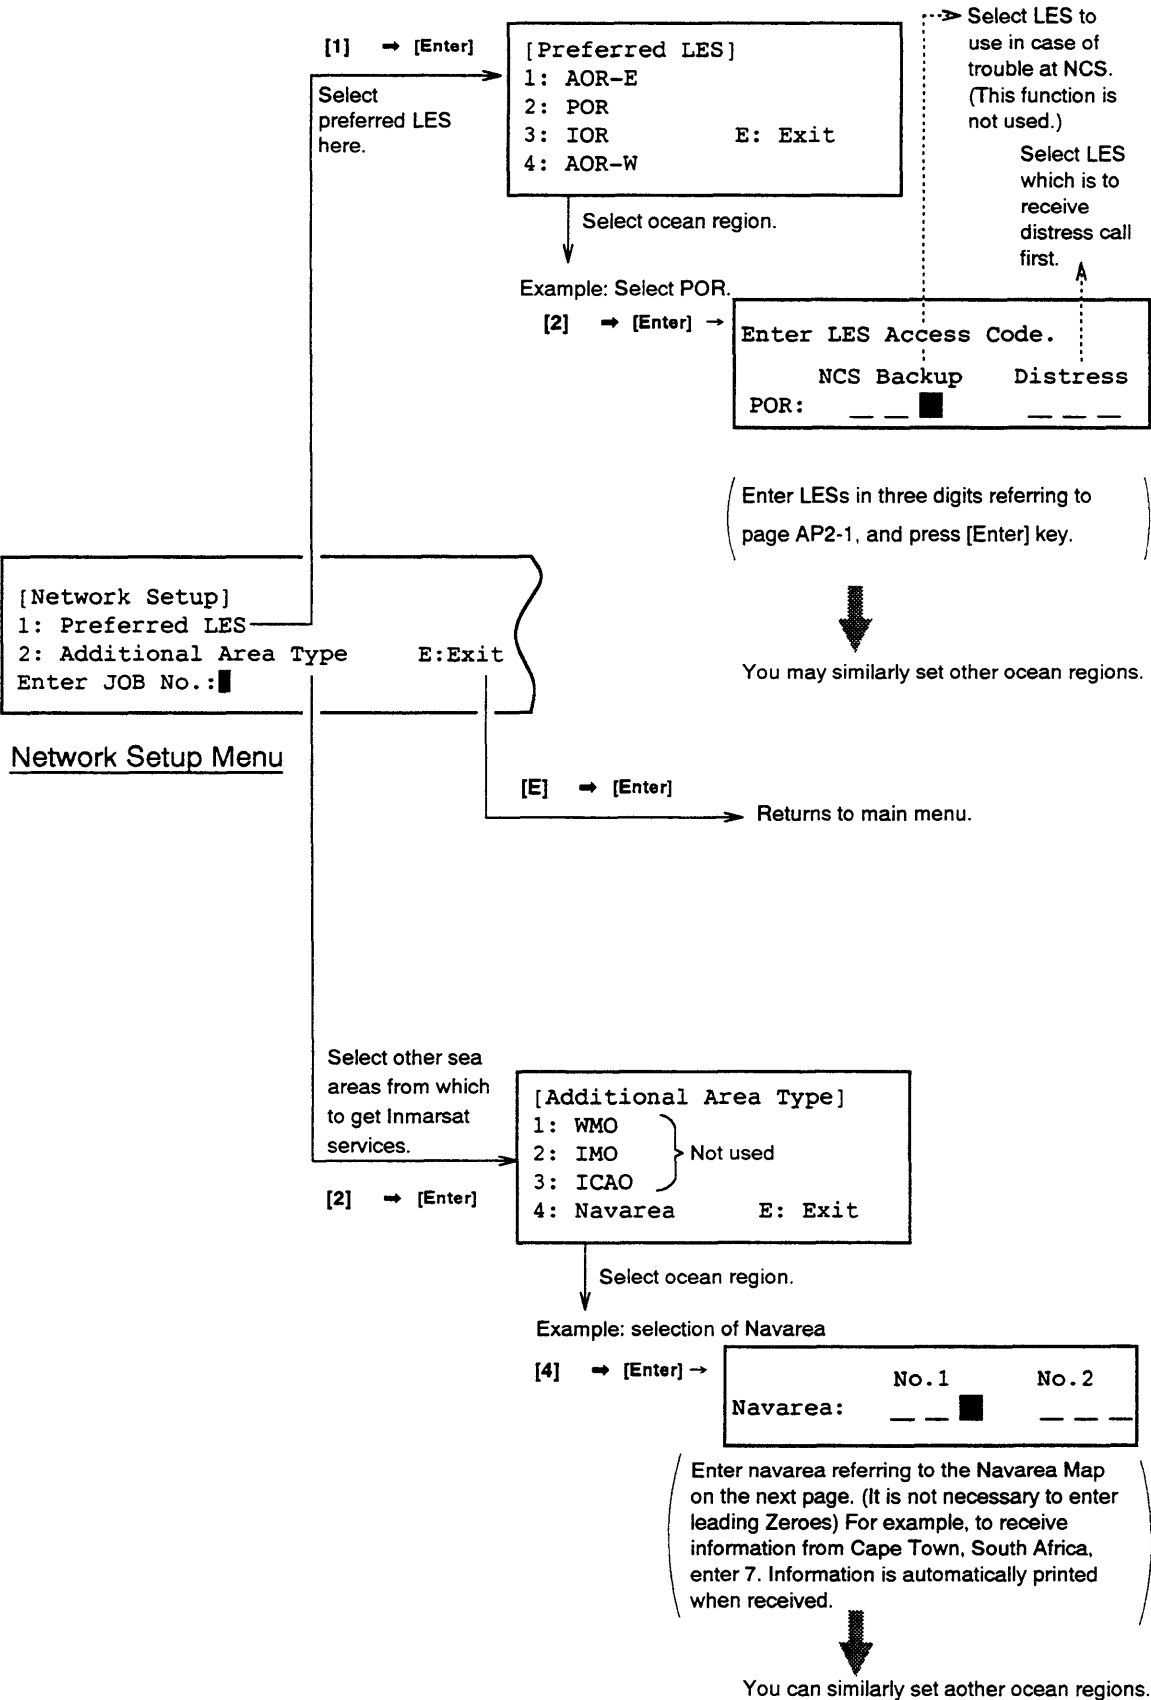 [1] ➡ [Enter]
Select
preferred LES
here.
[Preferred LES]
1: AOR-E
2: POR
3: IOR E: Exit
4: AOR-W
Select LES to
use in case of
trouble at NCS.
(This function is
not used.)
Select LES
which is to
receive
distress call
first.
Select ocean region.
Example: Select POR.
[2] ➡ [Enter] →
Enter LES Access Code.
NCS Backup Distress
POR: _ _ █ _ _ _
Enter LESs in three digits referring to
page AP2-1, and press [Enter] key.
You may similarly set other ocean regions.
[Network Setup]
1: Preferred LES
2: Additional Area Type E:Exit
Enter JOB No.:█
Network Setup Menu
[E] ➡ [Enter]
Returns to main menu.
Select other sea
areas from which
to get Inmarsat
services.
[2] ➡ [Enter]
[Additional Area Type]
1: WMO
2: IMO Not used
3: ICAO
4: Navarea E: Exit
Select ocean region.
Example: selection of Navarea
[4] ➡ [Enter] →
No.1 No.2
Navarea: _ _ █ _ _ _
Enter navarea referring to the Navarea Map
on the next page. (It is not necessary to enter
leading Zeroes) For example, to receive
information from Cape Town, South Africa,
enter 7. Information is automatically printed
when received.
You can similarly set aother ocean regions.